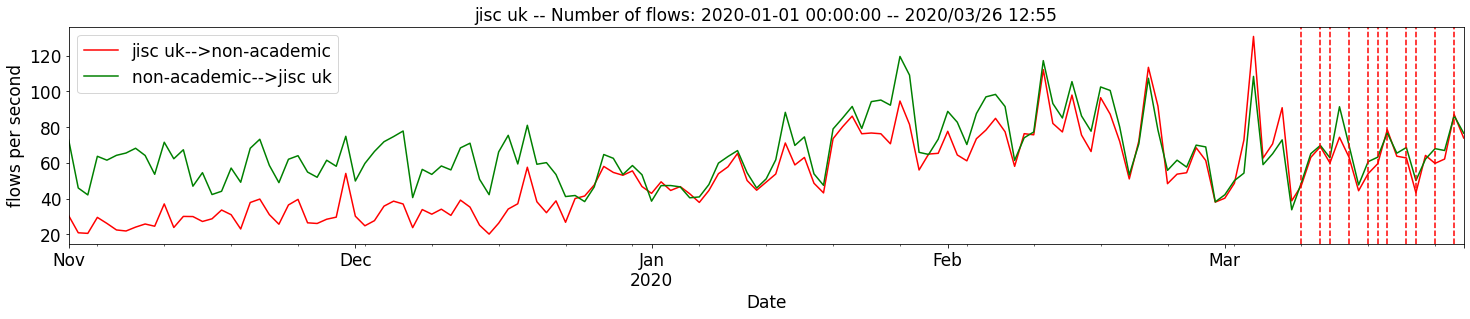 jisc uk -- Number of flows: 2020-01-01 00:00:00 -- 2020/03/26 12:55
jisc uk-->non-academic
non-academic-->jisc uk
flows per second
120
100
80
60
40
20
Nov Dec Jan Feb Mar
2020
Date